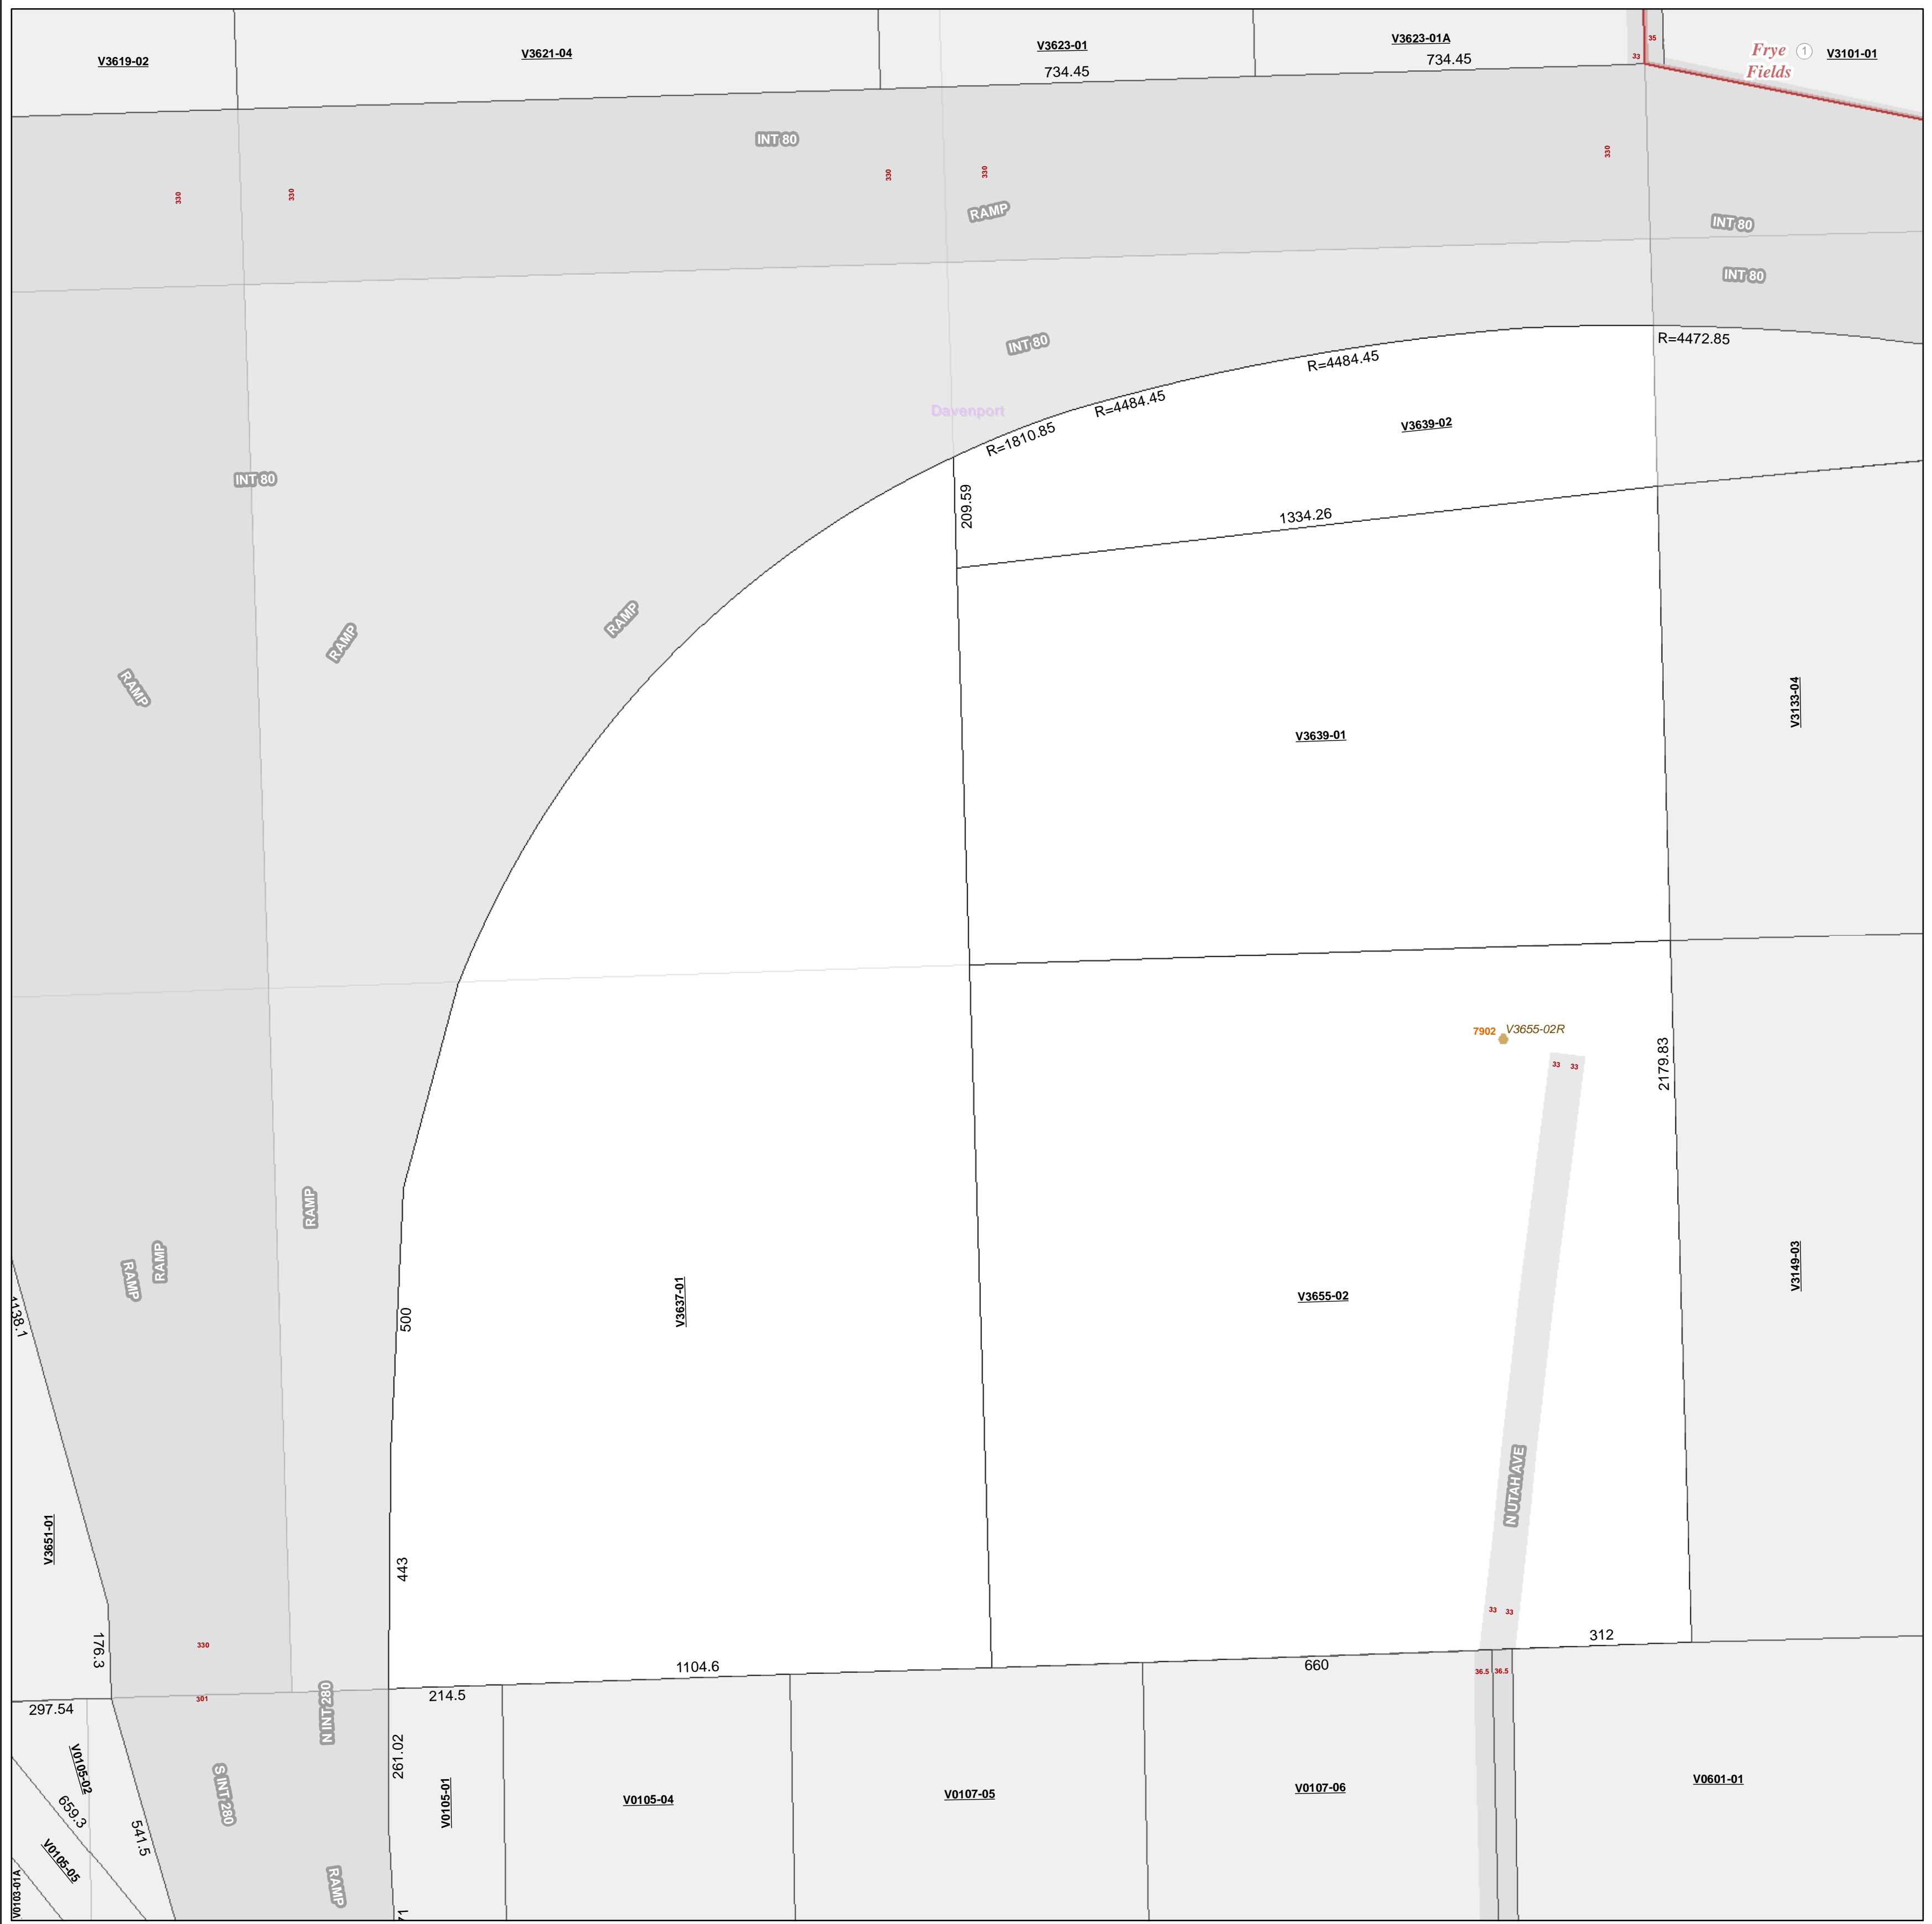 V3619-02
V3621-04
V3623-01
734.45
V3623-01A
734.45
33
35
Frye
Fields
1
V3101-01
INT 80
330
330
330
330
330
RAMP
INT 80
INT 80
INT 80
R=4472.85
R=4484.45
R=4484.45
R=1810.85
Davenport
V3639-02
INT 80
209.59
1334.26
RAMP
RAMP
RAMP
V3133-04
V3639-01
7902
V3655-02R
33
33
2179.83
RAMP
RAMP
RAMP
V3149-03
1138.1
500
V3637-01
V3655-02
N UTAH AVE
V3651-01
443
33
33
176.3
330
312
1104.6
660
36.5
36.5
301
297.54
214.5
N INT 280
261.02
V0105-02
S INT 280
V0105-01
V0105-04
V0107-05
V0107-06
V0601-01
659.3
541.5
V0105-05
V0103-01A
RAMP
71